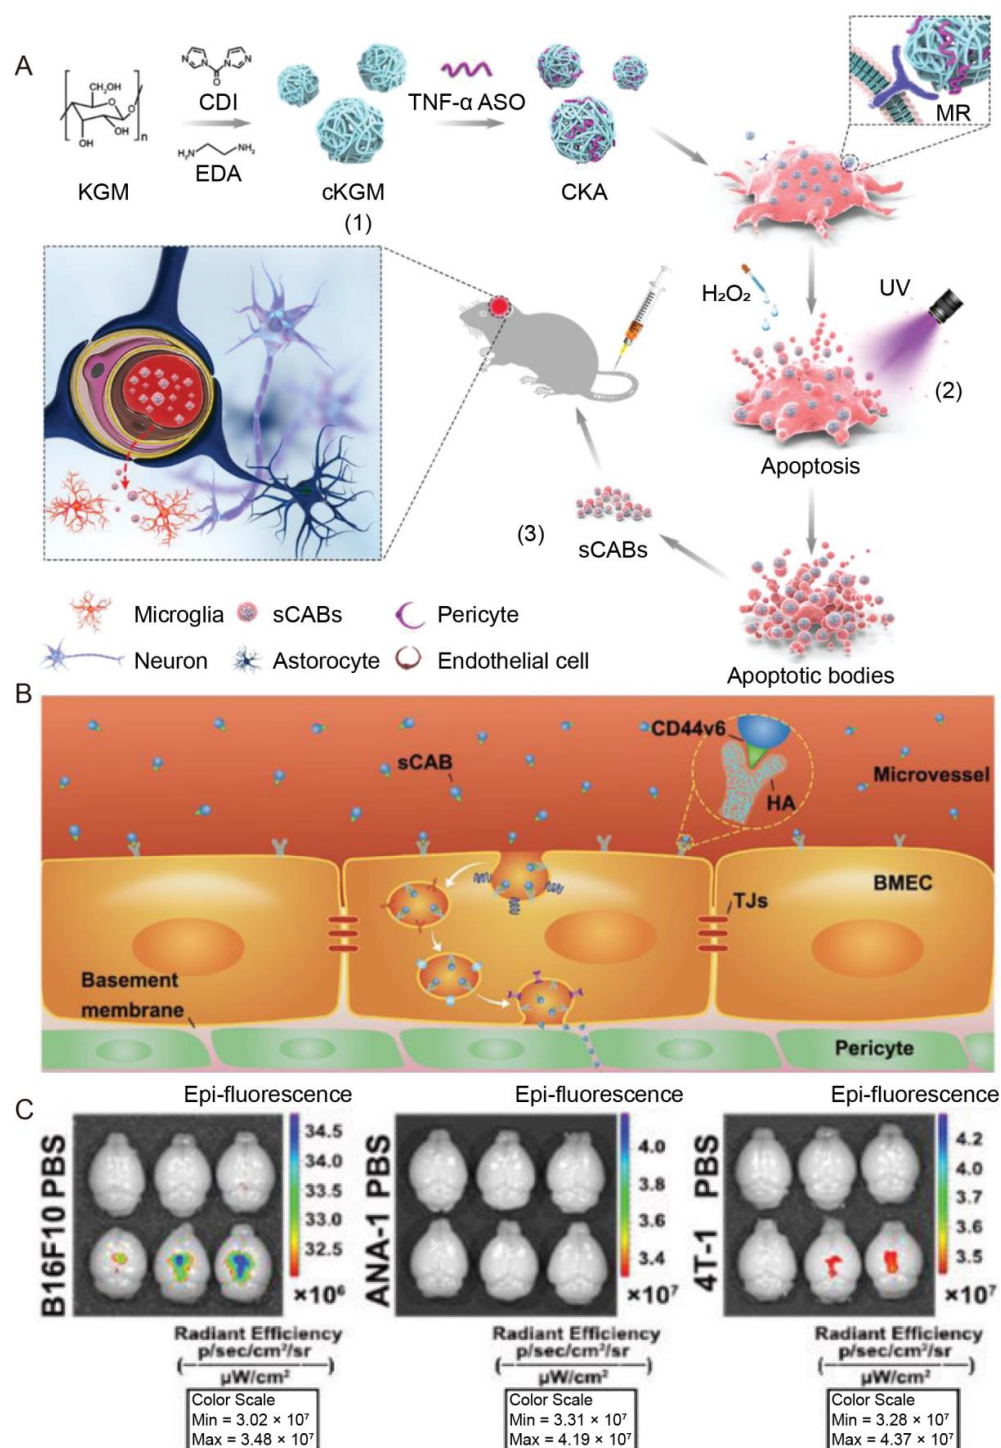 A
CH₂OH
O
O
OH
OH
n
KGM
N
N
N
N
O
CDI
H₂N
NH₂
EDA
cKGM
(1)
TNF-α ASO
CKA
MR
H₂O₂
UV
(2)
Apoptosis
Apoptotic bodies
sCABs
(3)
Microglia
sCABs
Pericyte
Neuron
Astorocyte
Endothelial cell
B
sCAB
CD44v6
HA
Microvessel
BMEC
TJs
Basement
membrane
Pericyte
C
Epi-fluorescence
B16F10 PBS
34.5
34.0
33.5
33.0
32.5
×10⁶
Radiant Efficiency
p/sec/cm²/sr
μW/cm²
Color Scale
Min = 3.02 × 10⁷
Max = 3.48 × 10⁷
Epi-fluorescence
ANA-1 PBS
4.0
3.8
3.6
3.4
×10⁷
Radiant Efficiency
p/sec/cm²/sr
μW/cm²
Color Scale
Min = 3.31 × 10⁷
Max = 4.19 × 10⁷
Epi-fluorescence
4T-1 PBS
4.2
4.0
3.7
3.5
×10⁷
Radiant Efficiency
p/sec/cm²/sr
μW/cm²
Color Scale
Min = 3.28 × 10⁷
Max = 4.37 × 10⁷